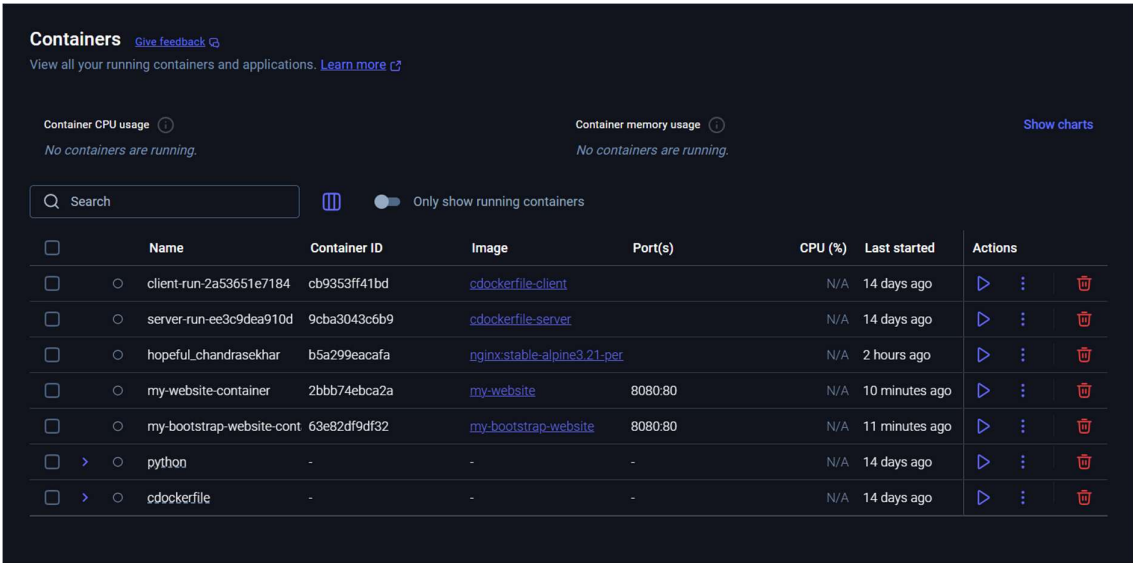 Containers Give feedback
View all your running containers and applications. Learn more
Container CPU usage Container memory usage Show charts
No containers are running. No containers are running.
Search Only show running containers
Name Container ID Image Port(s) CPU (%) Last started Actions
client-run-2a53651e7184 cb9353ff41bd cdockerfile-client N/A 14 days ago
server-run-ee3c9dea910d 9cba3043c6b9 cdockerfile-server N/A 14 days ago
hopeful_chandrasekhar b5a299eacafa nginx:stable-alpine3.21-per N/A 2 hours ago
my-website-container 2bbb74ebca2a my-website 8080:80 N/A 10 minutes ago
my-bootstrap-website-cont 63e82df9df32 my-bootstrap-website 8080:80 N/A 11 minutes ago
python - - - N/A 14 days ago
cdockerfile - - - N/A 14 days ago